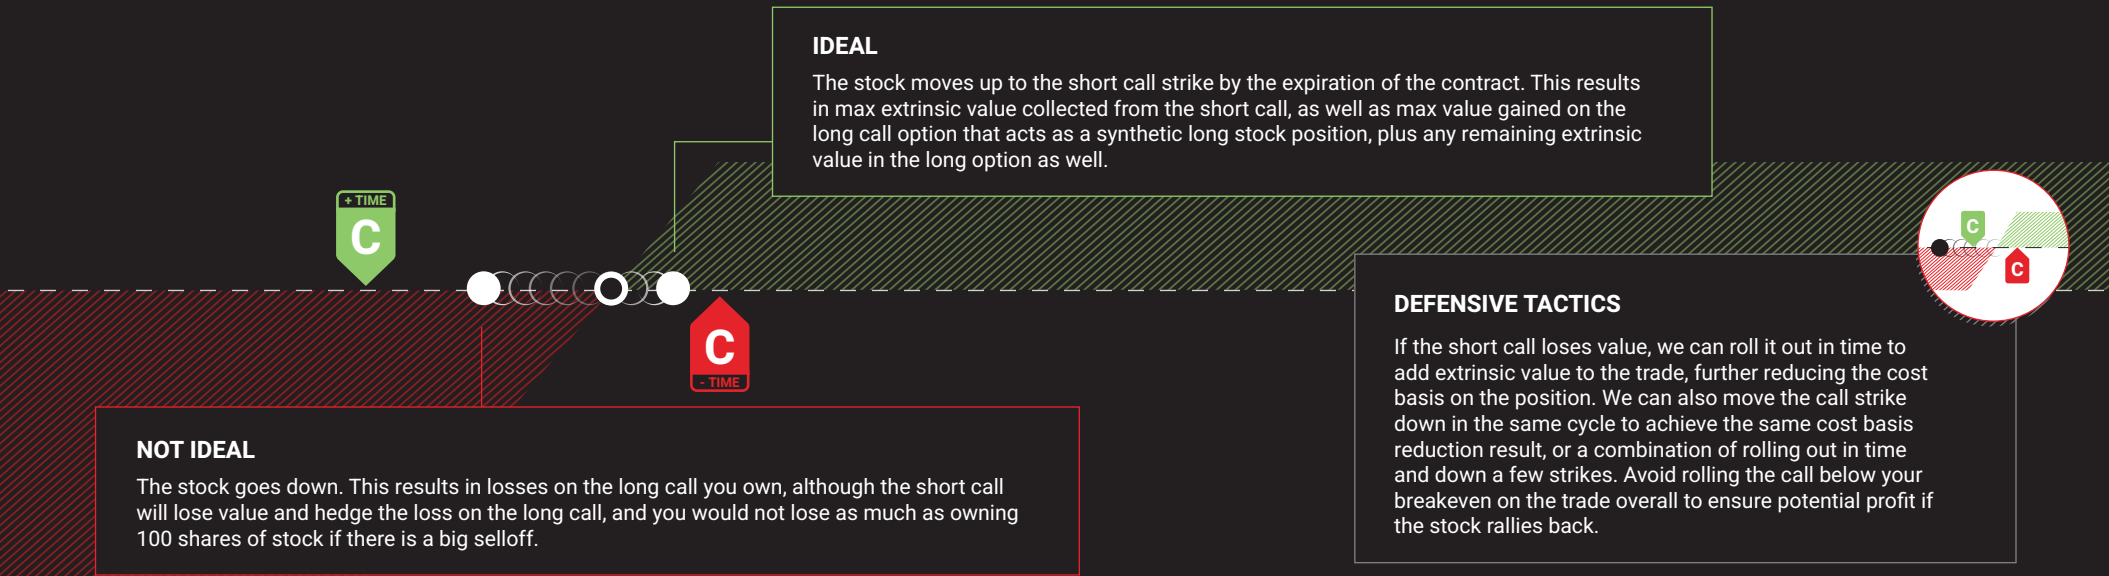 IDEAL
The stock moves up to the short call strike by the expiration of the contract. This results
in max extrinsic value collected from the short call, as well as max value gained on the
long call option that acts as a synthetic long stock position, plus any remaining extrinsic
value in the long option as well.
+ TIME
C
C
- TIME
C
C
DEFENSIVE TACTICS
If the short call loses value, we can roll it out in time to
add extrinsic value to the trade, further reducing the cost
basis on the position. We can also move the call strike
down in the same cycle to achieve the same cost basis
reduction result, or a combination of rolling out in time
and down a few strikes. Avoid rolling the call below your
breakeven on the trade overall to ensure potential profit if
the stock rallies back.
NOT IDEAL
The stock goes down. This results in losses on the long call you own, although the short call
will lose value and hedge the loss on the long call, and you would not lose as much as owning
100 shares of stock if there is a big selloff.